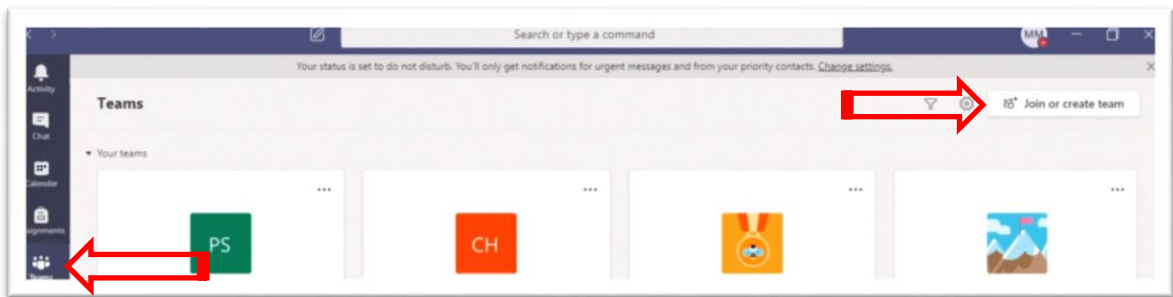 Search or type a command
MM
Your status is set to do not disturb. You'll only get notifications for urgent messages and from your priority contacts. Change settings.
Activity
Teams
Join or create team
Chat
Your teams
Calendar
ssignments
PS
CH
Teams